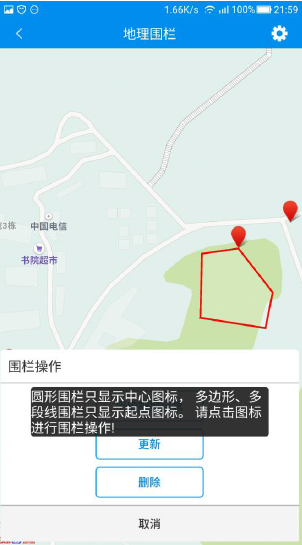 1.66K/s 100% 21:59
地理围栏
3栋
中国电信
书院超市
围栏操作
圆形围栏只显示中心图标， 多边形、多
段线围栏只显示起点图标。 请点击图标
进行围栏操作!
更新
删除
取消